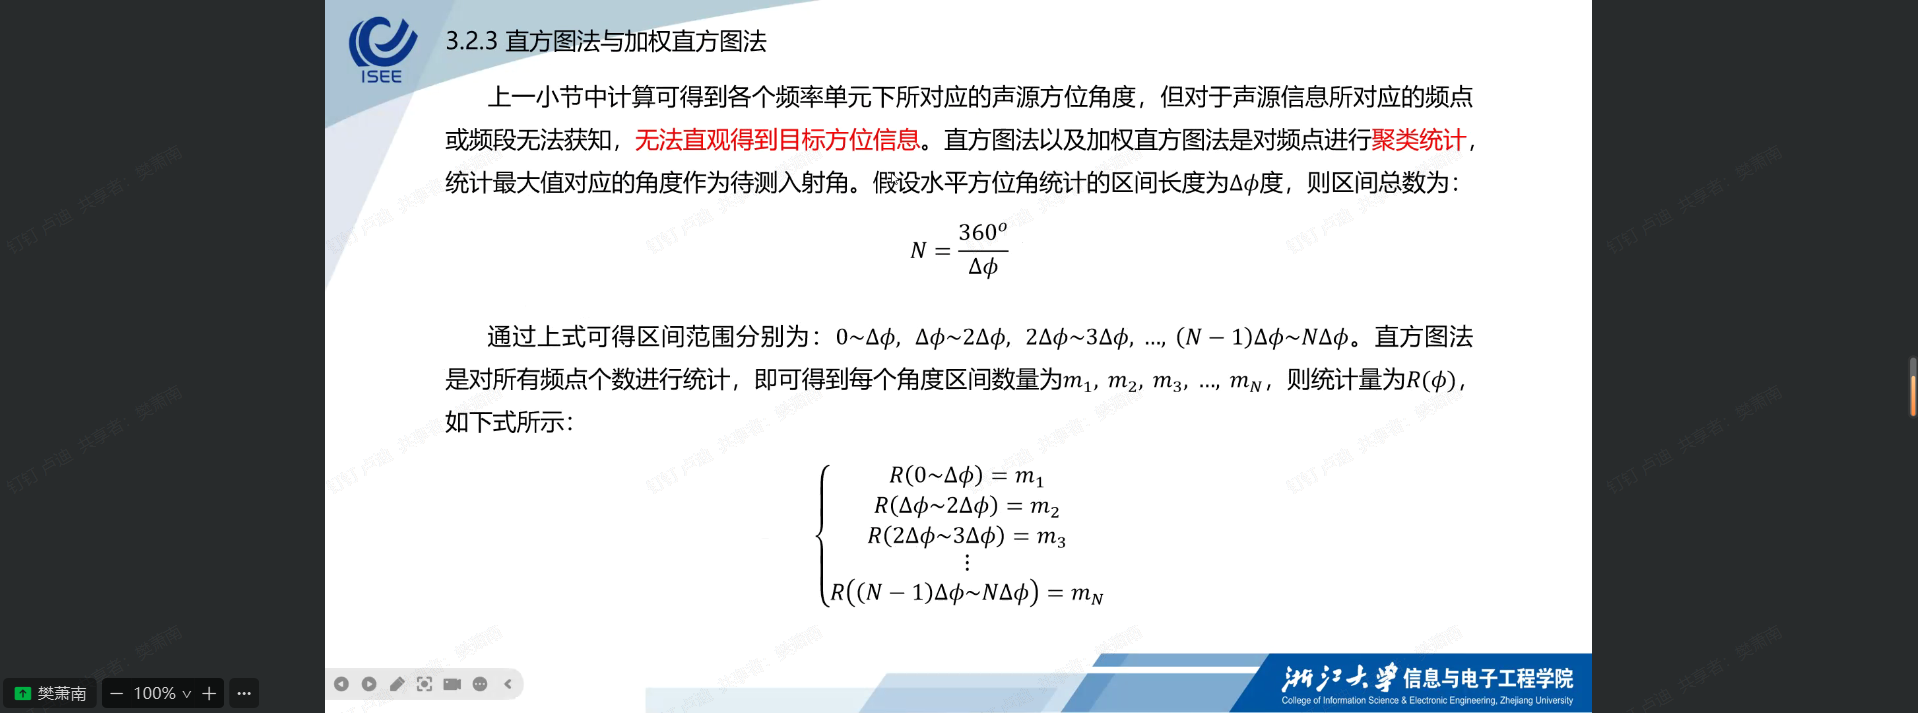 ISEE
3.2.3 直方图法与加权直方图法
上一小节中计算可得到各个频率单元下所对应的声源方位角度，但对于声源信息所对应的频点
或频段无法获知，无法直观得到目标方位信息。直方图法以及加权直方图法是对频点进行聚类统计，
统计最大值对应的角度作为待测入射角。假设水平方位角统计的区间长度为Δϕ度，则区间总数为：
N = 360° / Δϕ
通过上式可得区间范围分别为：0~Δϕ, Δϕ~2Δϕ, 2Δϕ~3Δϕ, …, (N − 1)Δϕ~NΔϕ。直方图法
是对所有频点个数进行统计，即可得到每个角度区间数量为m₁, m₂, m₃, …, m_N，则统计量为R(ϕ)，
如下式所示：
R(0~Δϕ) = m₁
R(Δϕ~2Δϕ) = m₂
R(2Δϕ~3Δϕ) = m₃
⋮
R((N − 1)Δϕ~NΔϕ) = m_N
浙江大学 信息与电子工程学院
College of Information Science & Electronic Engineering, Zhejiang University
樊萧南 — 100% + ···